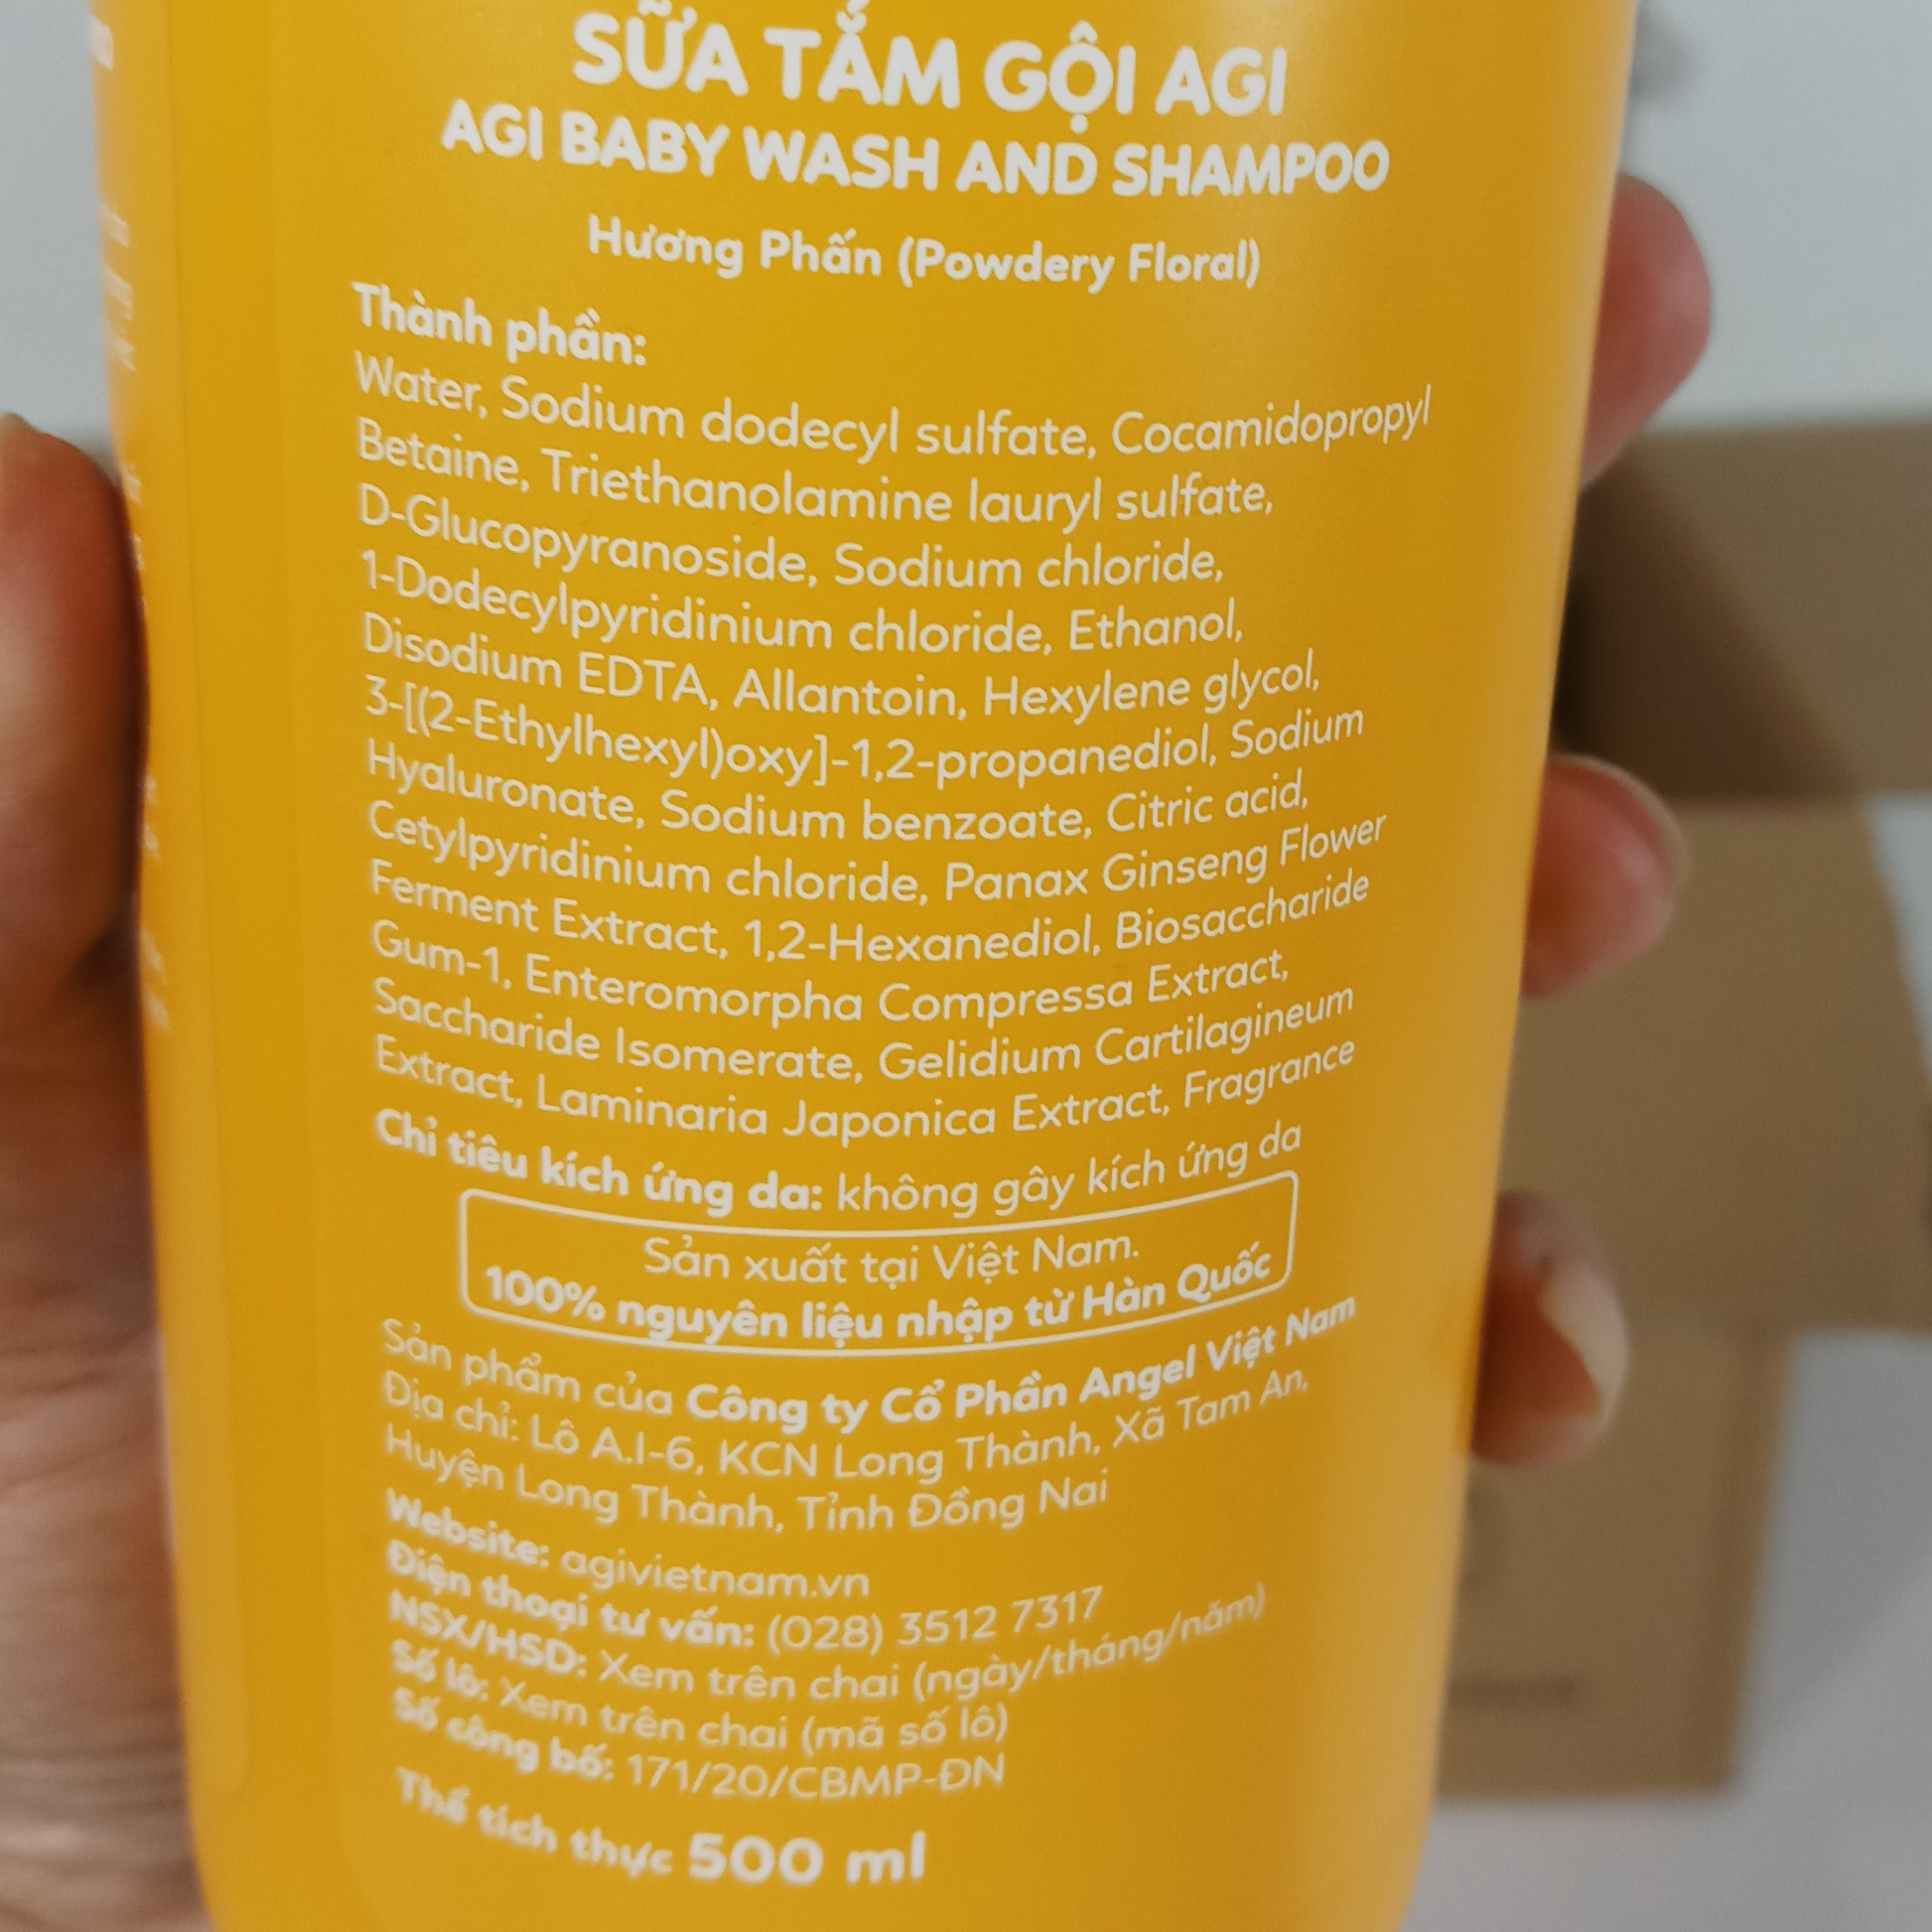 SỮA TẮM GỘI AGI
AGI BABY WASH AND SHAMPOO
Hương Phấn (Powdery Floral)
Thành phần:
Water, Sodium dodecyl sulfate, Cocamidopropyl
Betaine, Triethanolamine lauryl sulfate,
D-Glucopyranoside, Sodium chloride,
1-Dodecylpyridinium chloride, Ethanol,
Disodium EDTA, Allantoin, Hexylene glycol,
3-[(2-Ethylhexyl)oxy]-1,2-propanediol, Sodium
Hyaluronate, Sodium benzoate, Citric acid,
Cetylpyridinium chloride, Panax Ginseng Flower
Ferment Extract, 1,2-Hexanediol, Biosaccharide
Gum-1, Enteromorpha Compressa Extract,
Saccharide Isomerate, Gelidium Cartilagineum
Extract, Laminaria Japonica Extract, Fragrance
Chỉ tiêu kích ứng da: không gây kích ứng da
Sản xuất tại Việt Nam.
100% nguyên liệu nhập từ Hàn Quốc
Sản phẩm của Công ty Cổ Phần Angel Việt Nam
Địa chỉ: Lô A.I-6, KCN Long Thành, Xã Tam An,
Huyện Long Thành, Tỉnh Đồng Nai
Website: agivietnam.vn
Điện thoại tư vấn: (028) 3512 7317
NSX/HSD: Xem trên chai (ngày/tháng/năm)
Số lô: Xem trên chai (mã số lô)
Số công bố: 171/20/CBMP-ĐN
Thể tích thực 500 ml